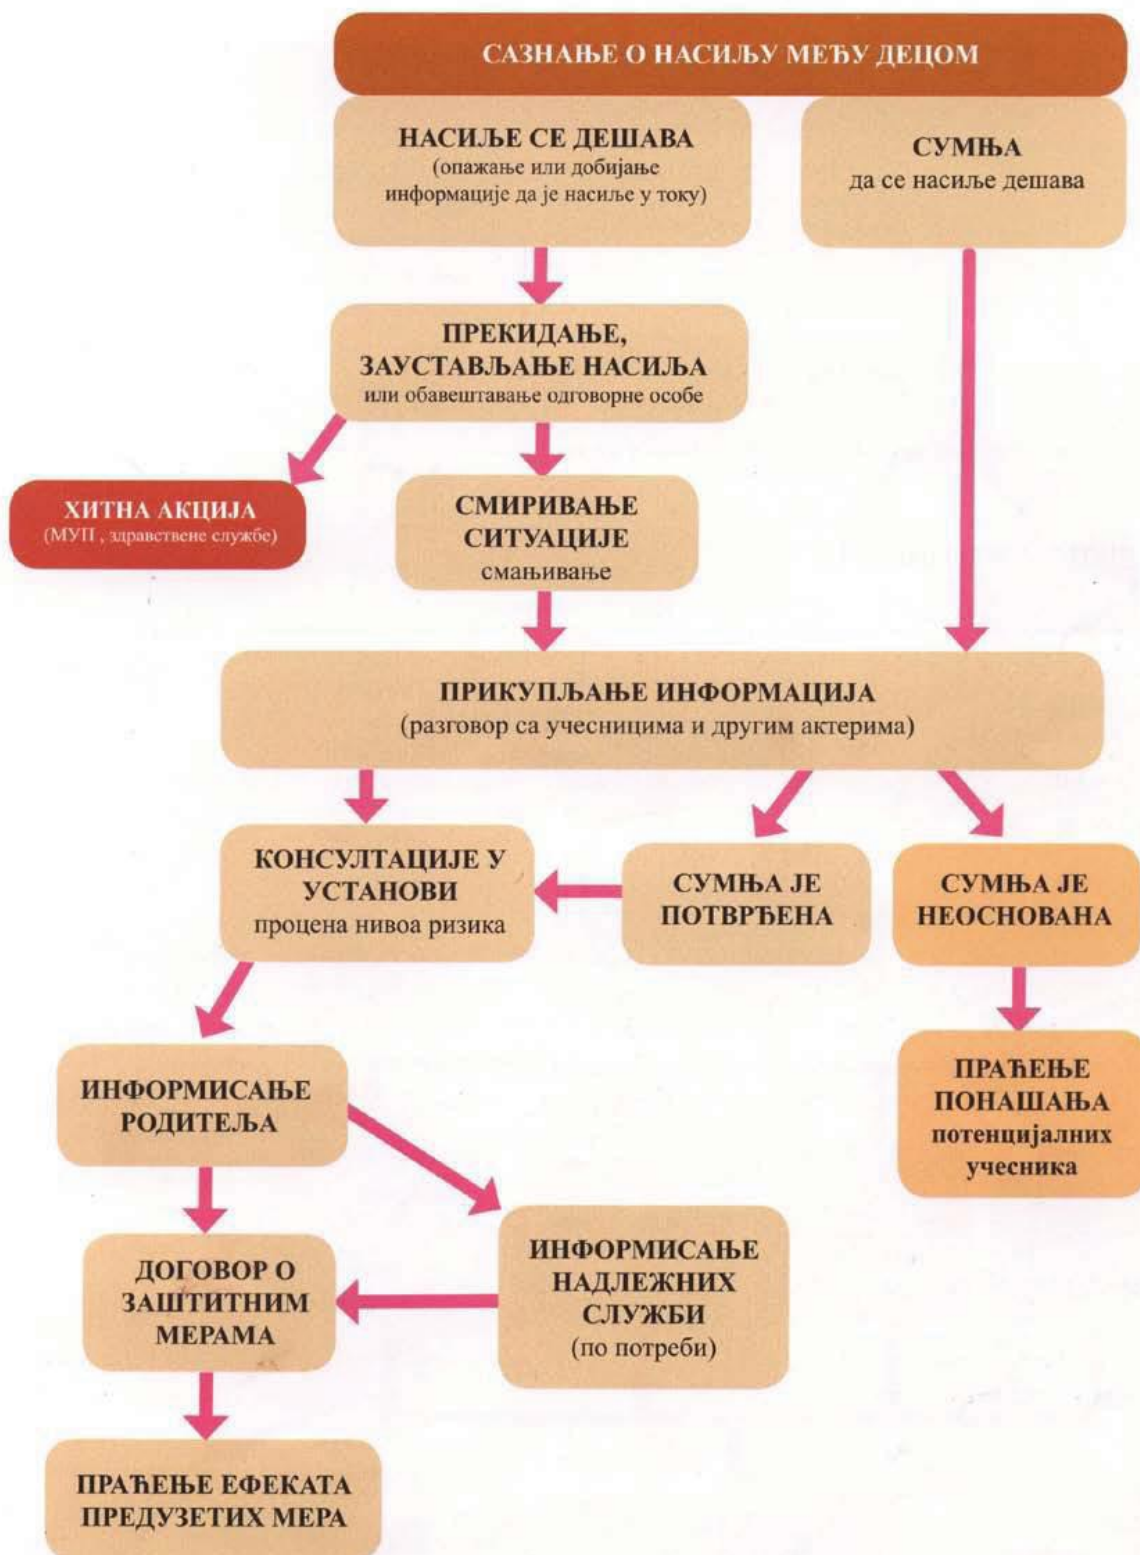 САЗНАЊЕ О НАСИЉУ МЕЂУ ДЕЦОМ
НАСИЉЕ СЕ ДЕШАВА
(опажање или добијање
информације да је насиље у току)
СУМЊА
да се насиље дешава
ПРЕКИДАЊЕ,
ЗАУСТАВЉАЊЕ НАСИЉА
или обавештавање одговорне особе
ХИТНА АКЦИЈА
(МУП , здравствене службе)
СМИРИВАЊЕ
СИТУАЦИЈЕ
смањивање
ПРИКУПЉАЊЕ ИНФОРМАЦИЈА
(разговор са учесницима и другим актерима)
КОНСУЛТАЦИЈЕ У
УСТАНОВИ
процена нивоа ризика
СУМЊА ЈЕ
ПОТВРЂЕНА
СУМЊА ЈЕ
НЕОСНОВАНА
ПРАЋЕЊЕ
ПОНАШАЊА
потенцијалних
учесника
ИНФОРМИСАЊЕ
РОДИТЕЉА
ИНФОРМИСАЊЕ
НАДЛЕЖНИХ
СЛУЖБИ
(по потреби)
ДОГОВОР О
ЗАШТИТНИМ
МЕРАМА
ПРАЋЕЊЕ ЕФЕКАТА
ПРЕДУЗЕТИХ МЕРА